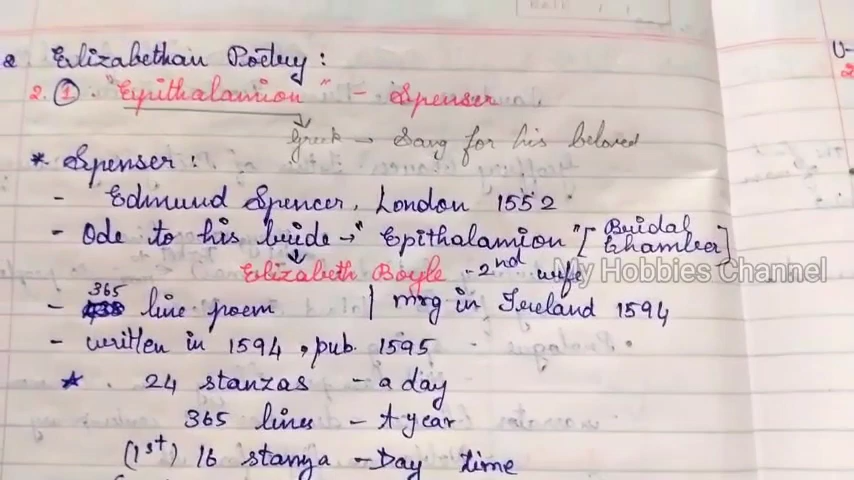 Elizabethan Poetry:
2. ① "Epithalamion" - Spenser
Greek → Sang for his beloved
* Spenser:
- Edmund Spencer, London 1552
- Ode to his bride → "Epithalamion" [Bridal Chamber]
Elizabeth Boyle - 2nd wife
My Hobbies Channel
- 365 line poem | mrg in Ireland 1594
- written in 1594, pub. 1595
* . 24 stanzas - a day
365 lines - A year
(1st) 16 stanza - Day time